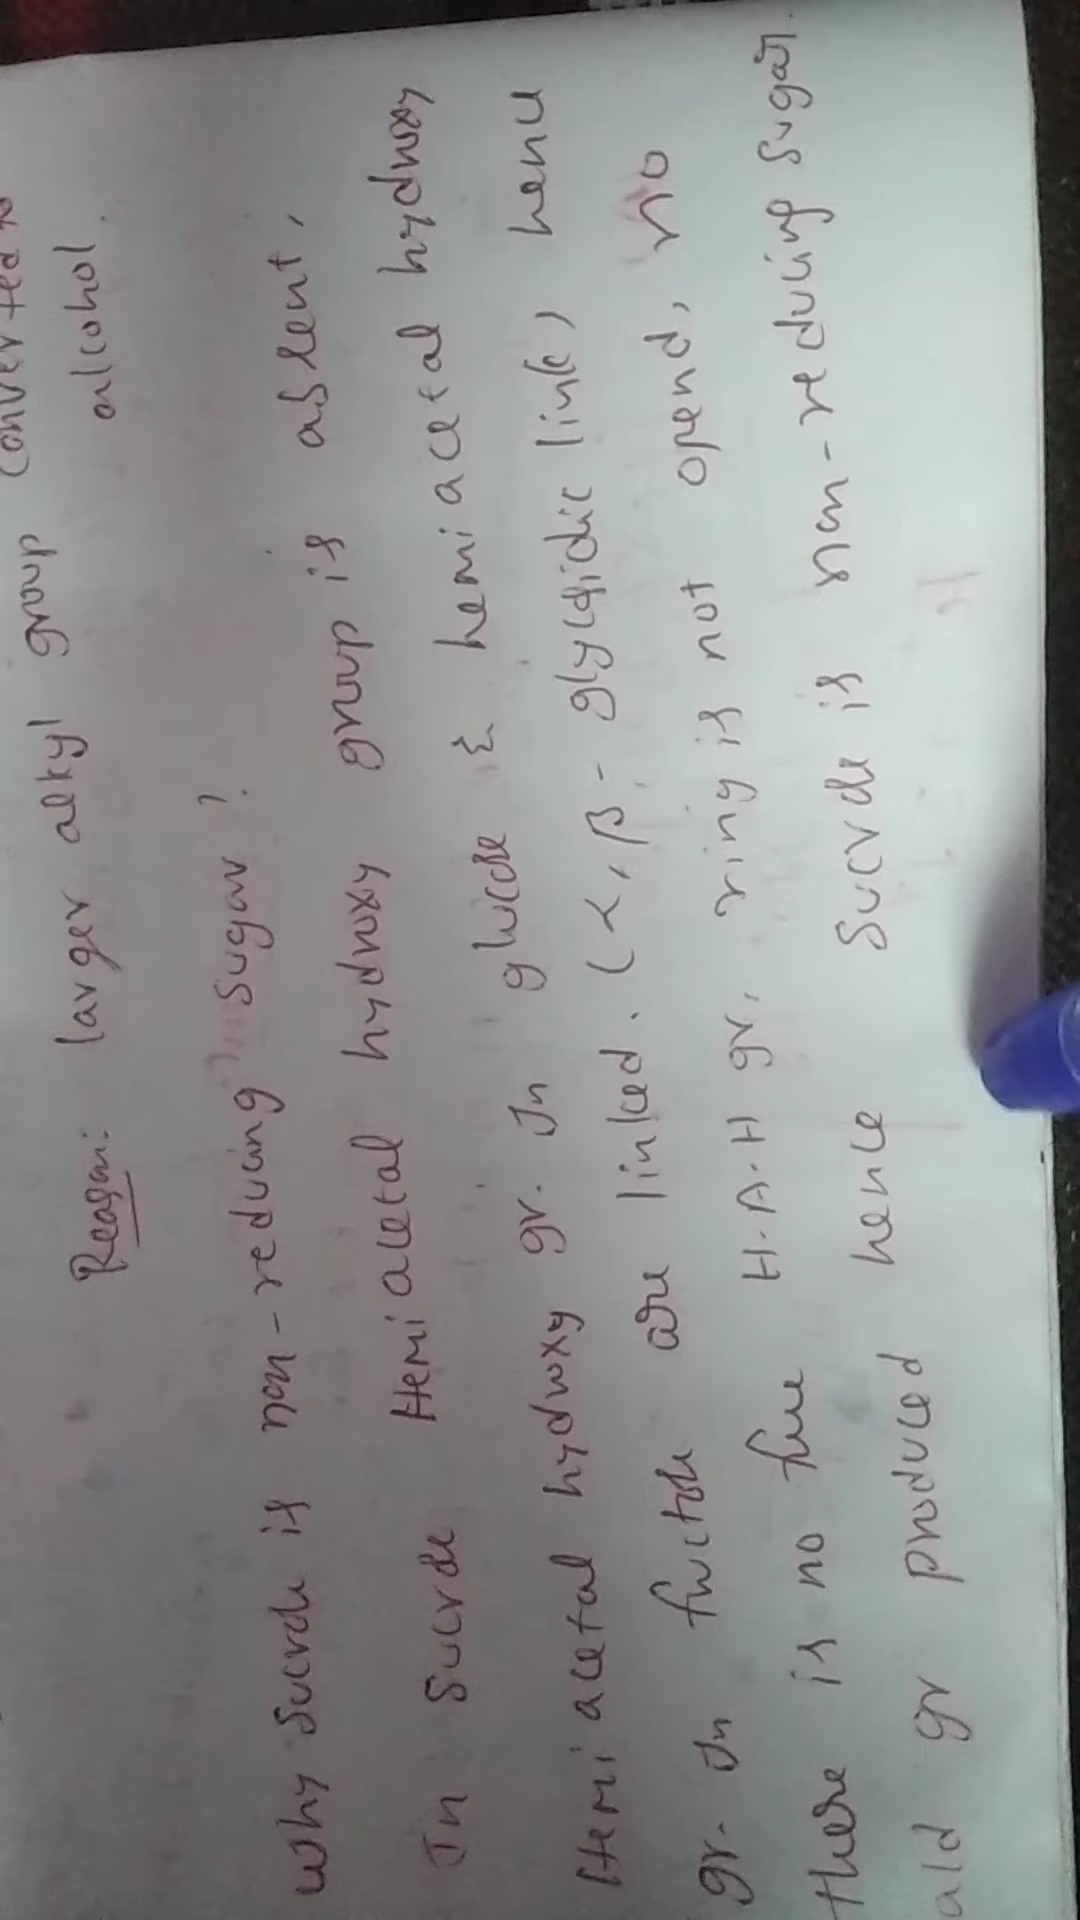 converted to
Reason: larger alkyl group alcohol.
Why Sucrose is non-reducing sugar?
In Sucrose Hemiacetal hydroxy group is absent,
Hemiacetal hydroxy gr. In glucose & hemiacetal hydroxy
gr. In fructose are linked. (α, β - glycosidic link) hence
there is no free H.A.H gr, ring is not opend, no
ald gr produced hence Sucrose is non-reducing sugar.